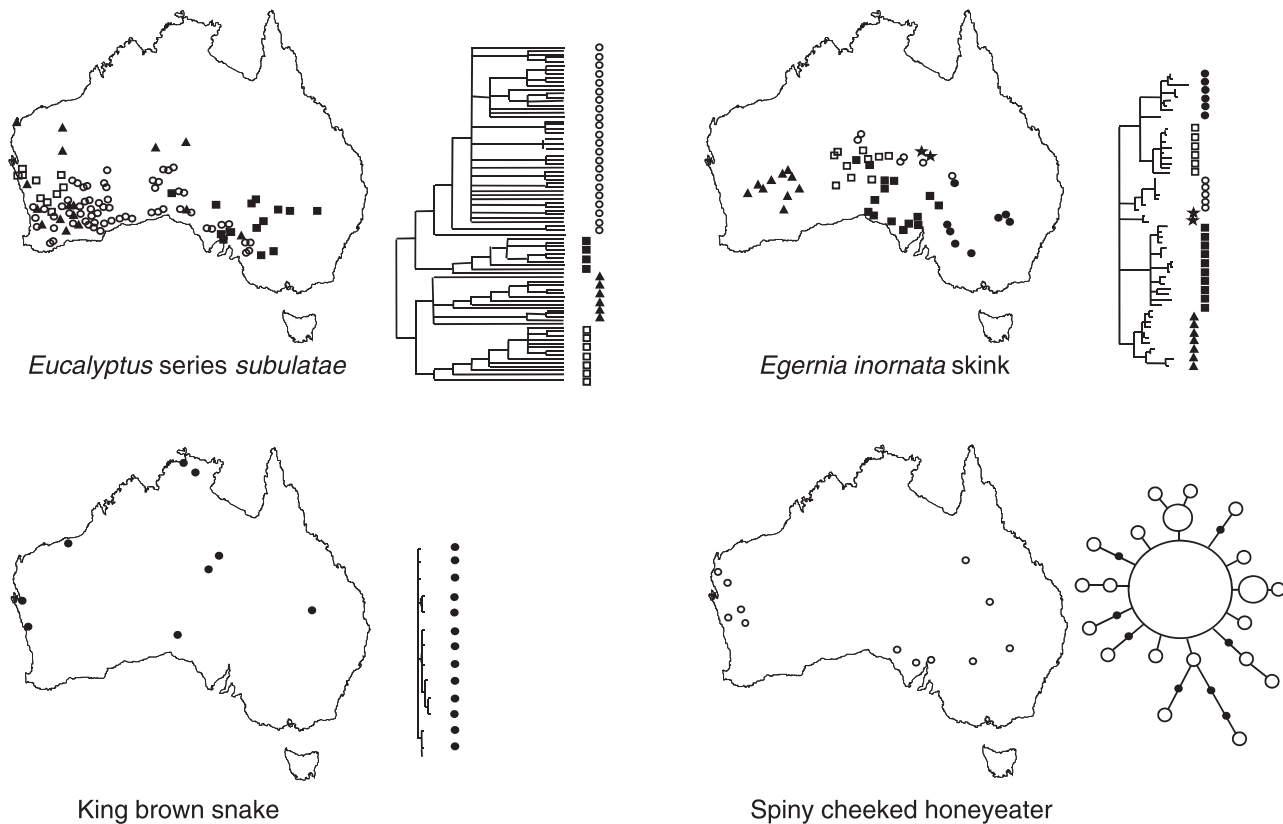 Eucalyptus series subulatae
Egernia inornata skink
King brown snake
Spiny cheeked honeyeater